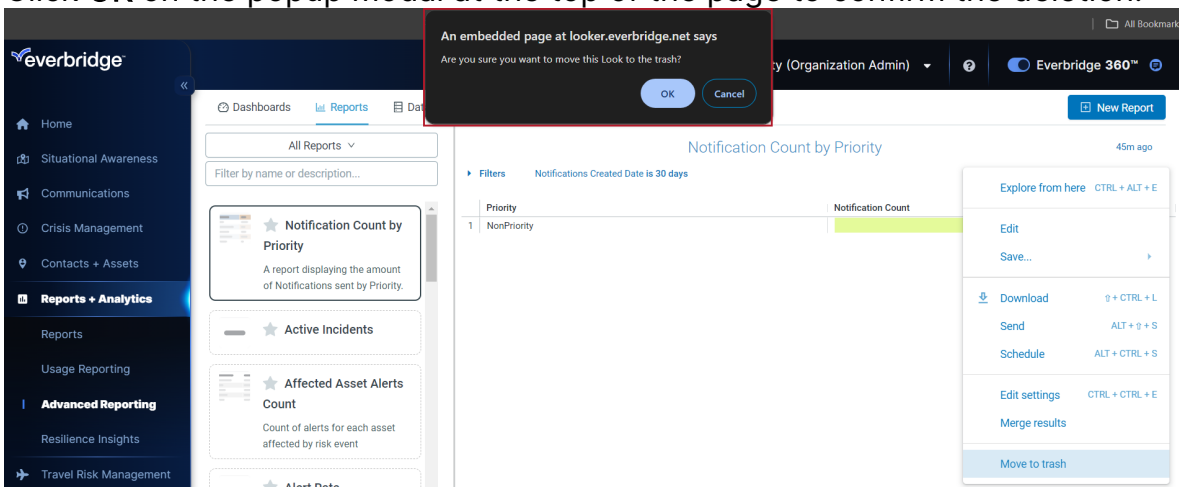 Click OK on the popup modal at the top of the page to confirm the deletion.
All Bookmark
An embedded page at looker.everbridge.net says
Are you sure you want to move this Look to the trash?
OK
Cancel
everbridge
(Organization Admin)
Everbridge 360™
«
Home
Situational Awareness
Communications
Crisis Management
Contacts + Assets
Reports + Analytics
Reports
Usage Reporting
Advanced Reporting
Resilience Insights
Travel Risk Management
Dashboards
Reports
Dat
New Report
All Reports
Filter by name or description...
Notification Count by
Priority
A report displaying the amount
of Notifications sent by Priority.
Active Incidents
Affected Asset Alerts
Count
Count of alerts for each asset
affected by risk event
Notification Count by Priority
45m ago
Filters Notifications Created Date is 30 days
Priority Notification Count
1 NonPriority
Explore from here CTRL + ALT + E
Edit
Save...
Download ⇧ + CTRL + L
Send ALT + ⇧ + S
Schedule ALT + CTRL + S
Edit settings CTRL + CTRL + E
Merge results
Move to trash